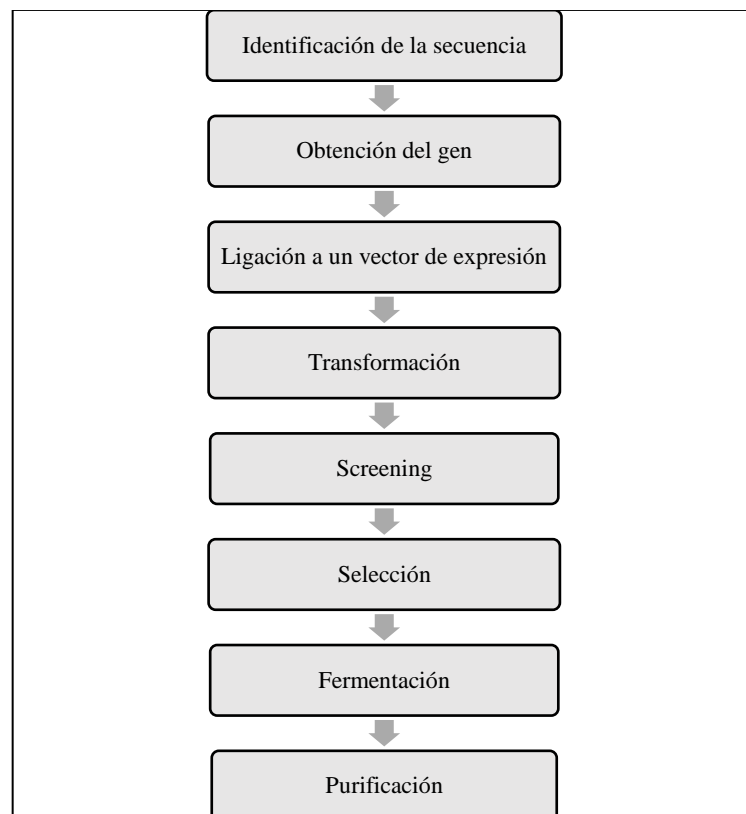 Identificación de la secuencia
Obtención del gen
Ligación a un vector de expresión
Transformación
Screening
Selección
Fermentación
Purificación